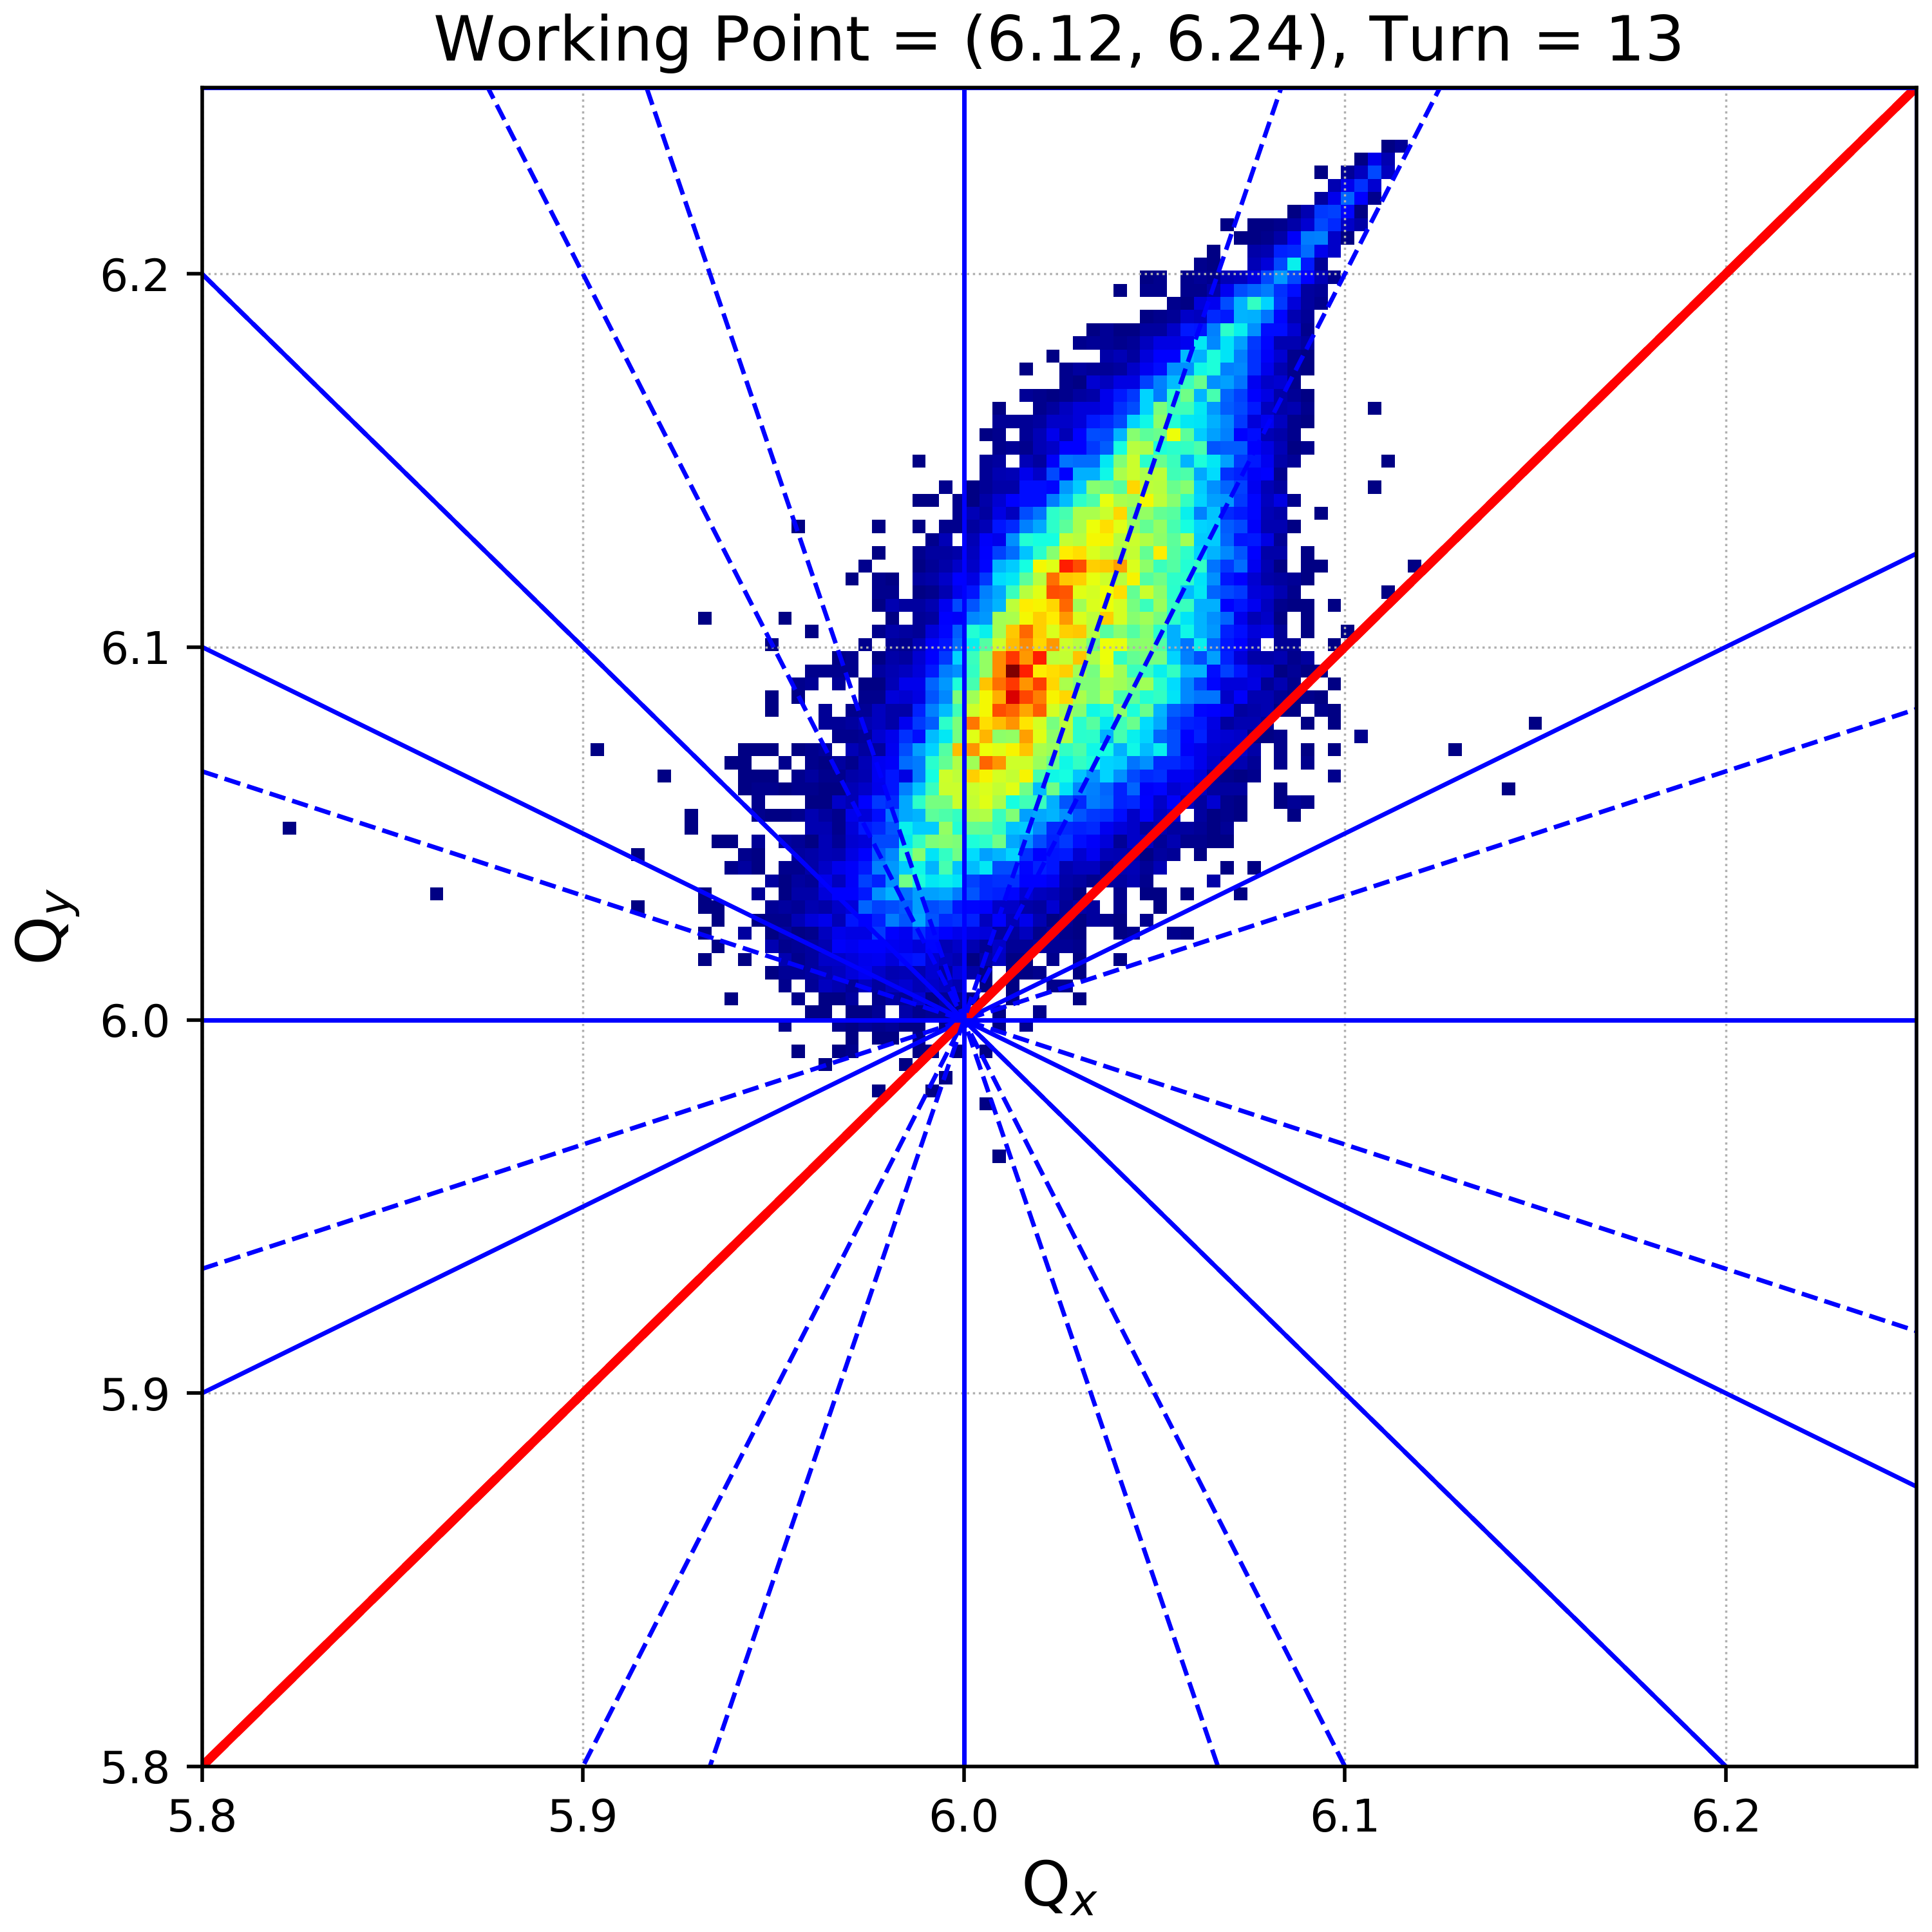 Working Point = (6.12, 6.24), Turn = 13
6.2
6.1
6.0
5.9
5.8
Qy
5.8 5.9 6.0 6.1 6.2
Qx